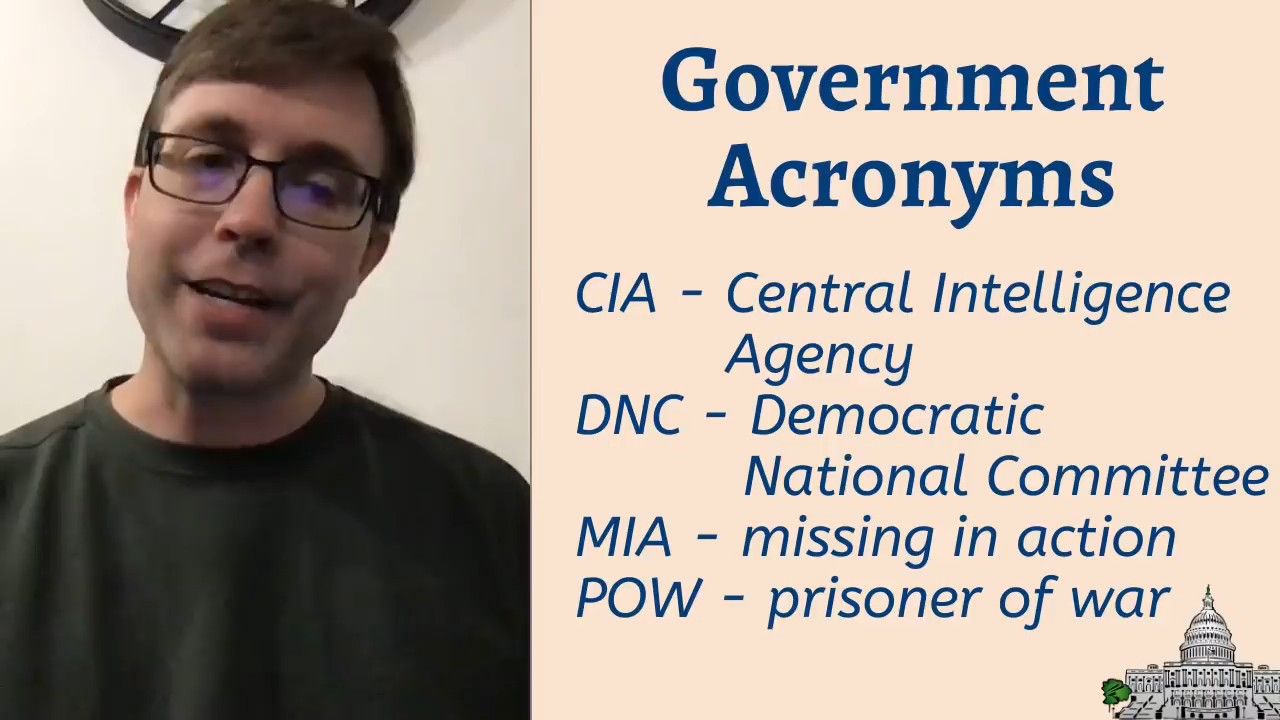 Government
Acronyms
CIA - Central Intelligence
Agency
DNC - Democratic
National Committee
MIA - missing in action
POW - prisoner of war